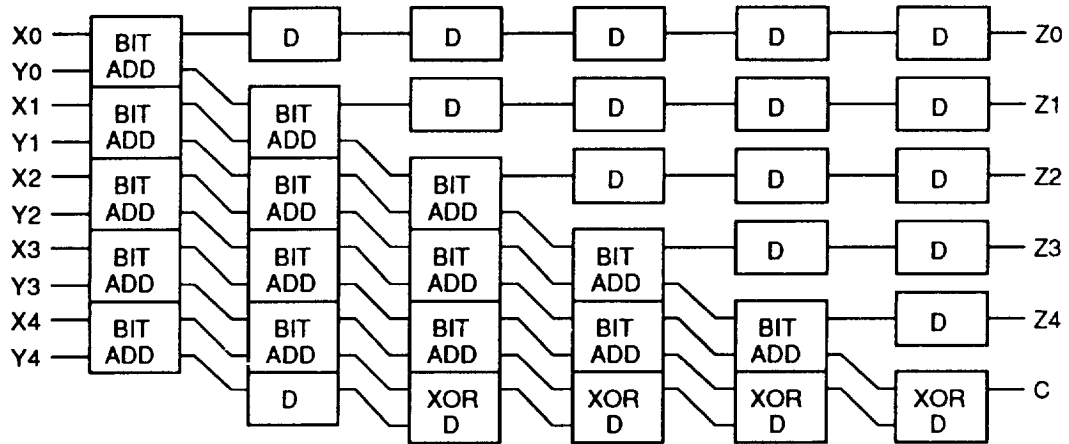 X0 BIT D D D D D Z0
Y0 ADD
X1 BIT BIT D D D D Z1
Y1 ADD ADD
X2 BIT BIT BIT D D D Z2
Y2 ADD ADD ADD
X3 BIT BIT BIT BIT D D Z3
Y3 ADD ADD ADD ADD
X4 BIT BIT BIT BIT BIT D Z4
Y4 ADD ADD ADD ADD ADD
D XOR XOR XOR XOR C
D D D D